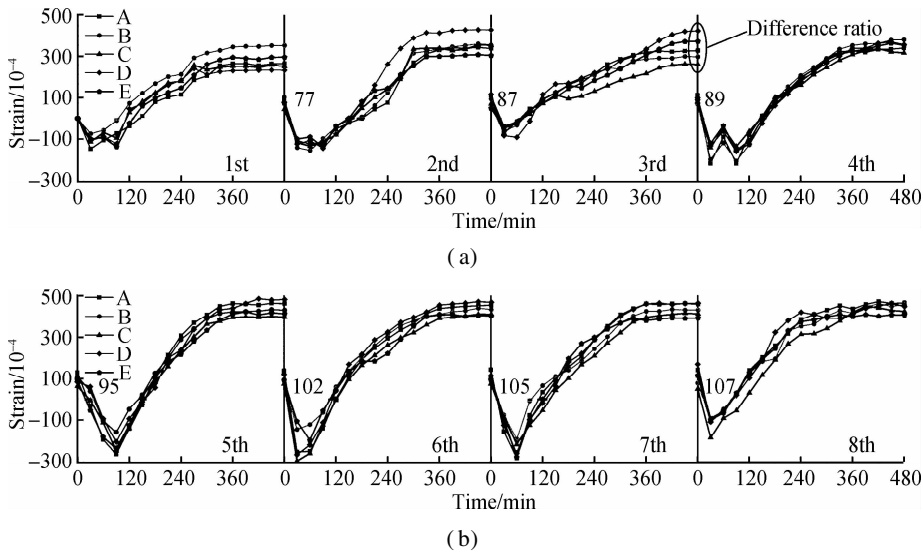 500
300
100
−100
−300
Strain/10⁻⁴
A
B
C
D
E
77
87
89
Difference ratio
1st
2nd
3rd
4th
0 120 240 360 0 120 240 360 0 120 240 360 0 120 240 360 480
Time/min
(a)
500
400
100
−100
−300
Strain/10⁻⁴
A
B
C
D
E
95
102
105
107
5th
6th
7th
8th
0 120 240 360 0 120 240 360 0 120 240 360 0 120 240 360 480
Time/min
(b)